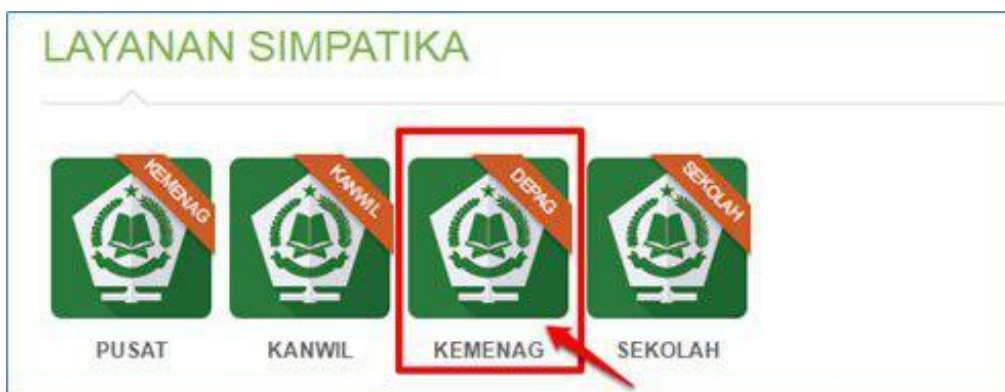 LAYANAN SIMPATIKA
KEMENAG
KANWIL
DEPAG
SEKOLAH
PUSAT
KANWIL
KEMENAG
SEKOLAH